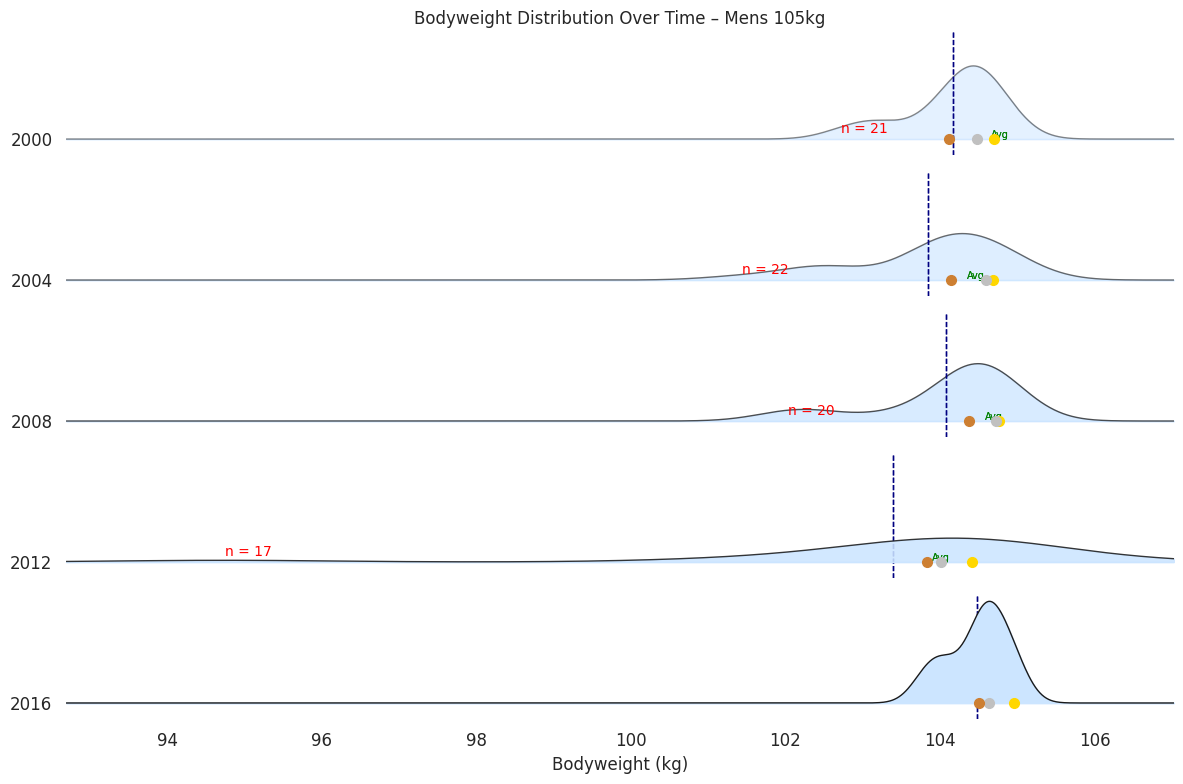 Bodyweight Distribution Over Time – Mens 105kg
2000
n = 21
Avg
2004
n = 22
Avg
2008
n = 20
Avg
2012
n = 17
Avg
2016
94 96 98 100 102 104 106
Bodyweight (kg)